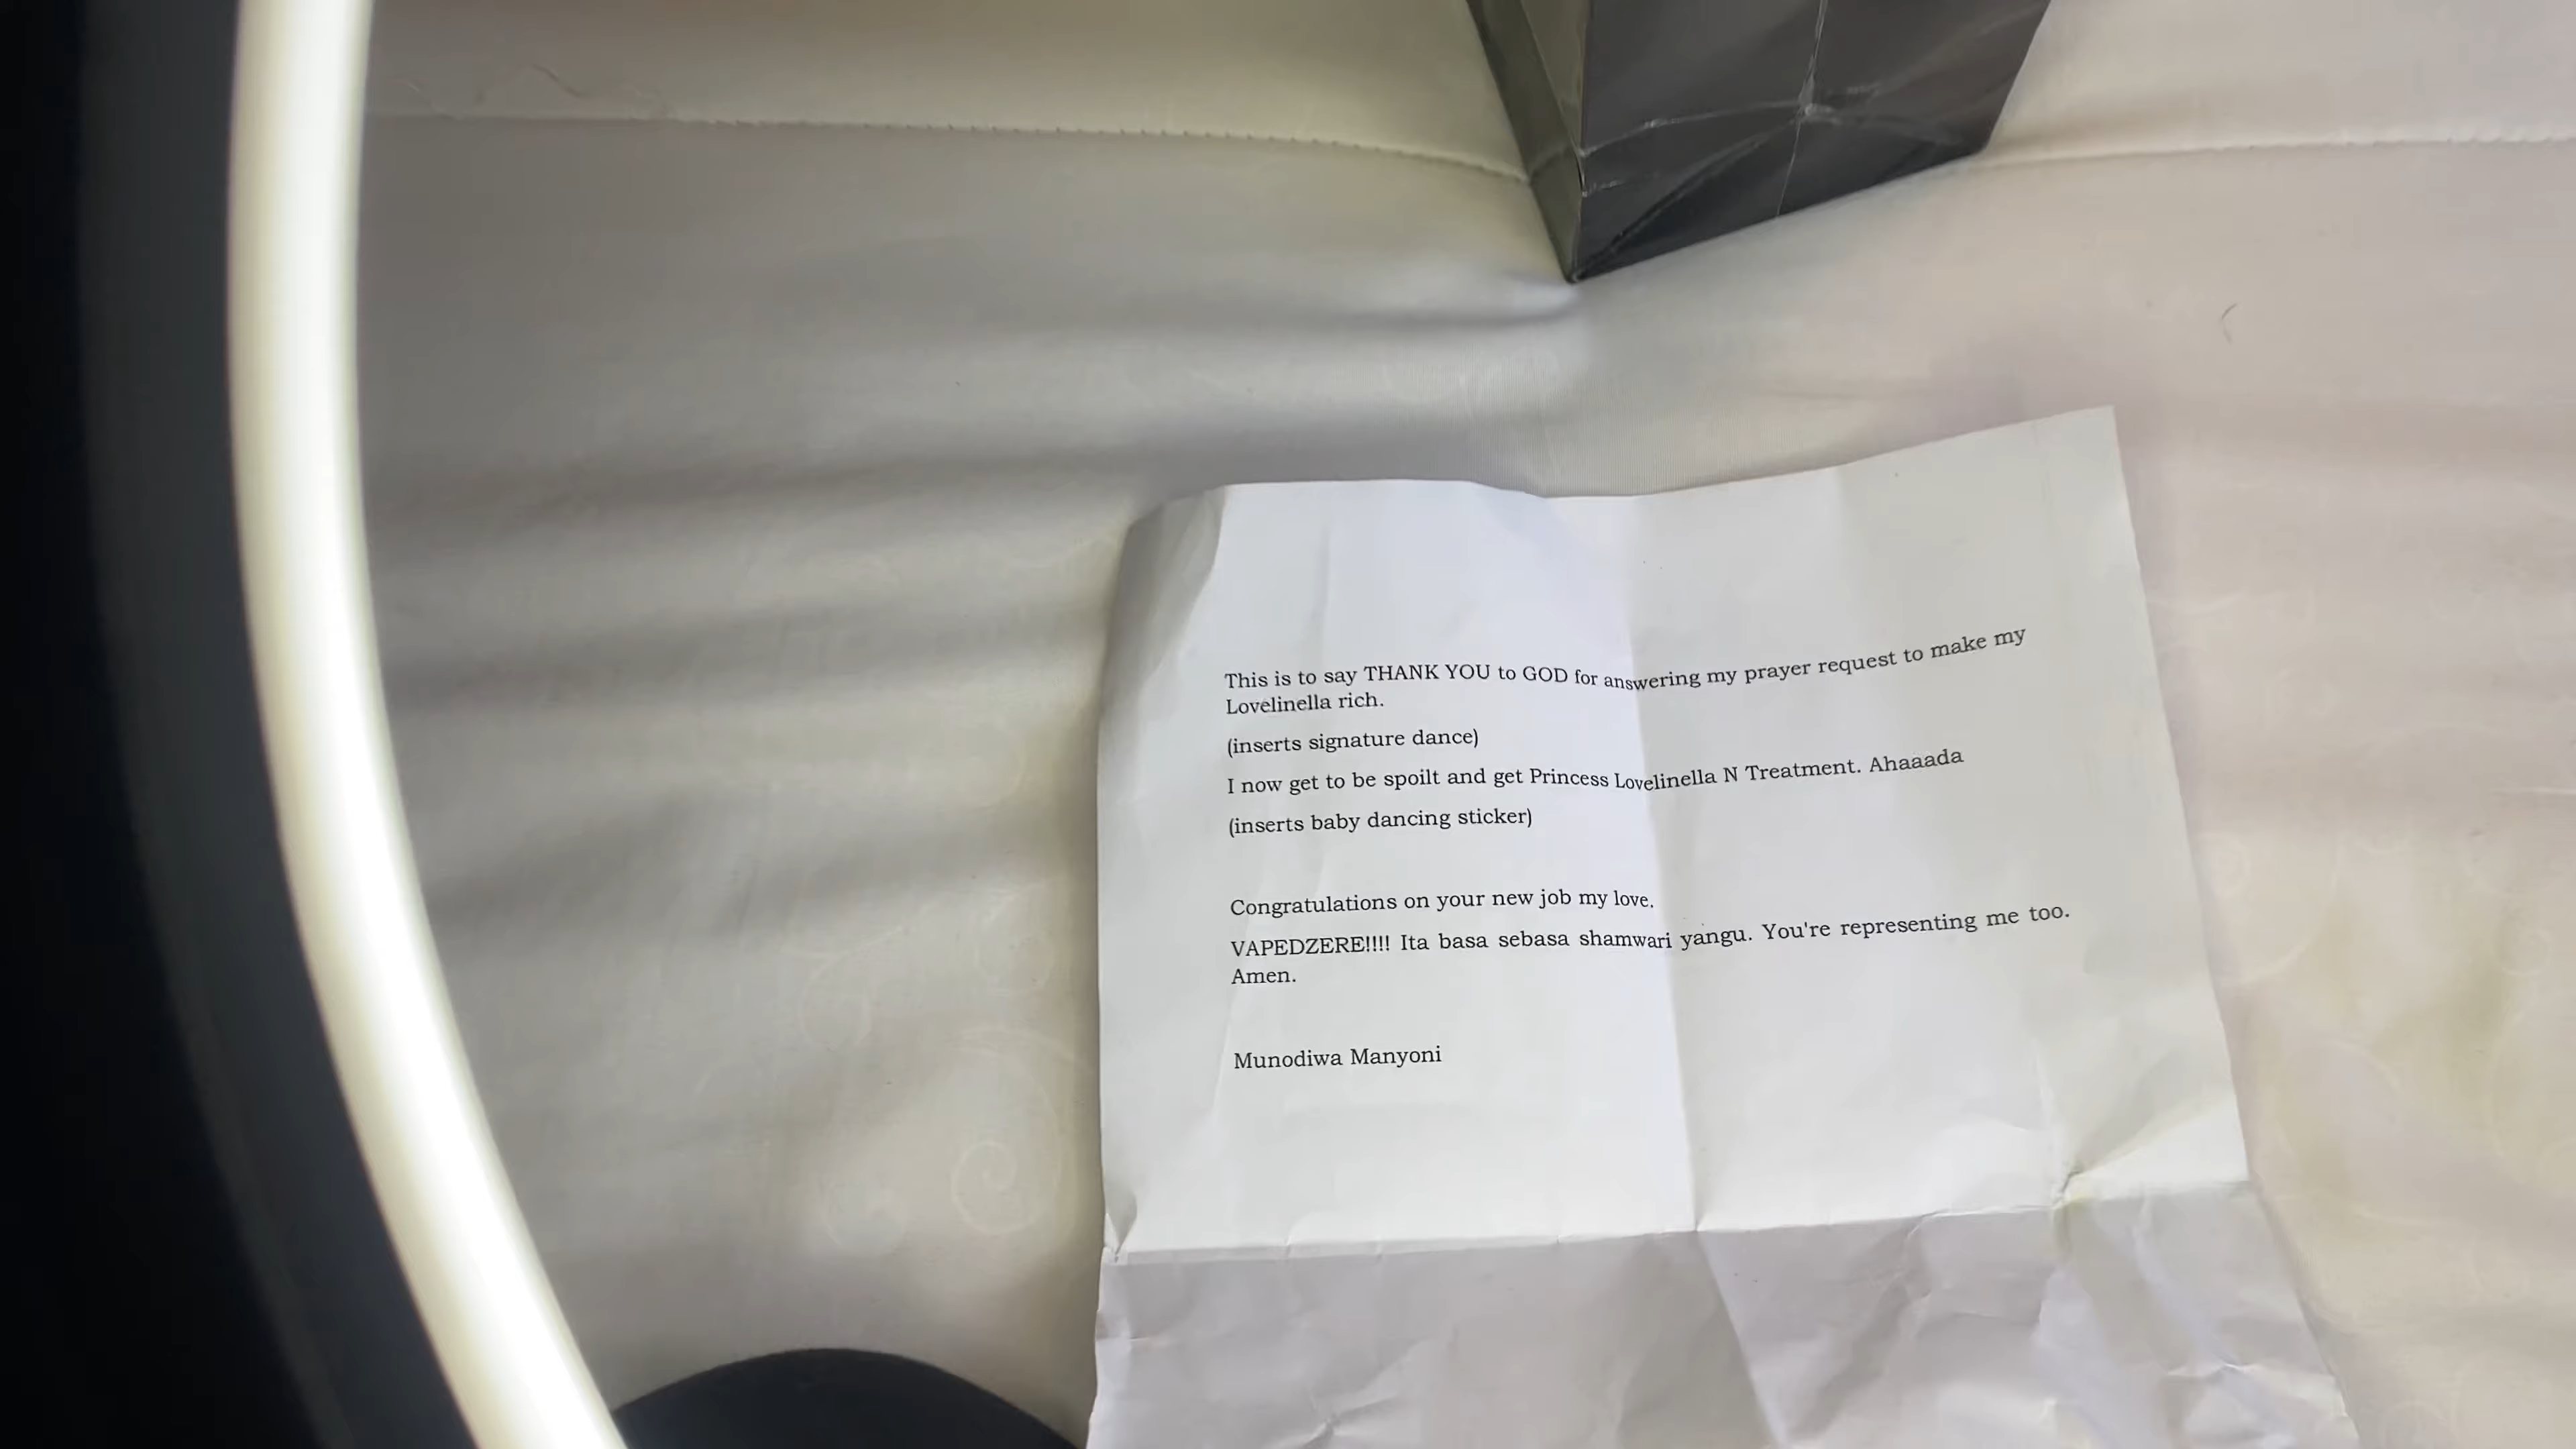 This is to say THANK YOU to GOD for answering my prayer request to make my
Lovelinella rich.
(inserts signature dance)
I now get to be spoilt and get Princess Lovelinella N Treatment. Ahaaada
(inserts baby dancing sticker)
Congratulations on your new job my love.
VAPEDZERE!!!! Ita basa sebasa shamwari yangu. You're representing me too.
Amen.
Munodiwa Manyoni